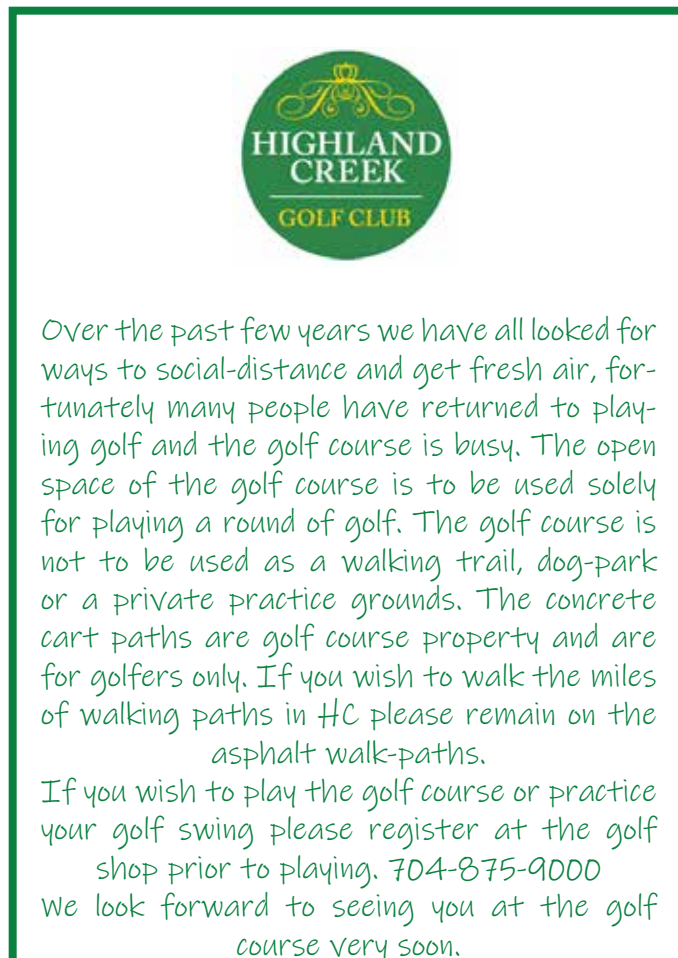 HIGHLAND
CREEK
GOLF CLUB
Over the past few years we have all looked for
ways to social-distance and get fresh air, for-
tunately many people have returned to play-
ing golf and the golf course is busy. The open
space of the golf course is to be used solely
for playing a round of golf. The golf course is
not to be used as a walking trail, dog-park
or a private practice grounds. The concrete
cart paths are golf course property and are
for golfers only. If you wish to walk the miles
of walking paths in HC please remain on the
asphalt walk-paths.
If you wish to play the golf course or practice
your golf swing please register at the golf
shop prior to playing. 704-875-9000
We look forward to seeing you at the golf
course very soon.